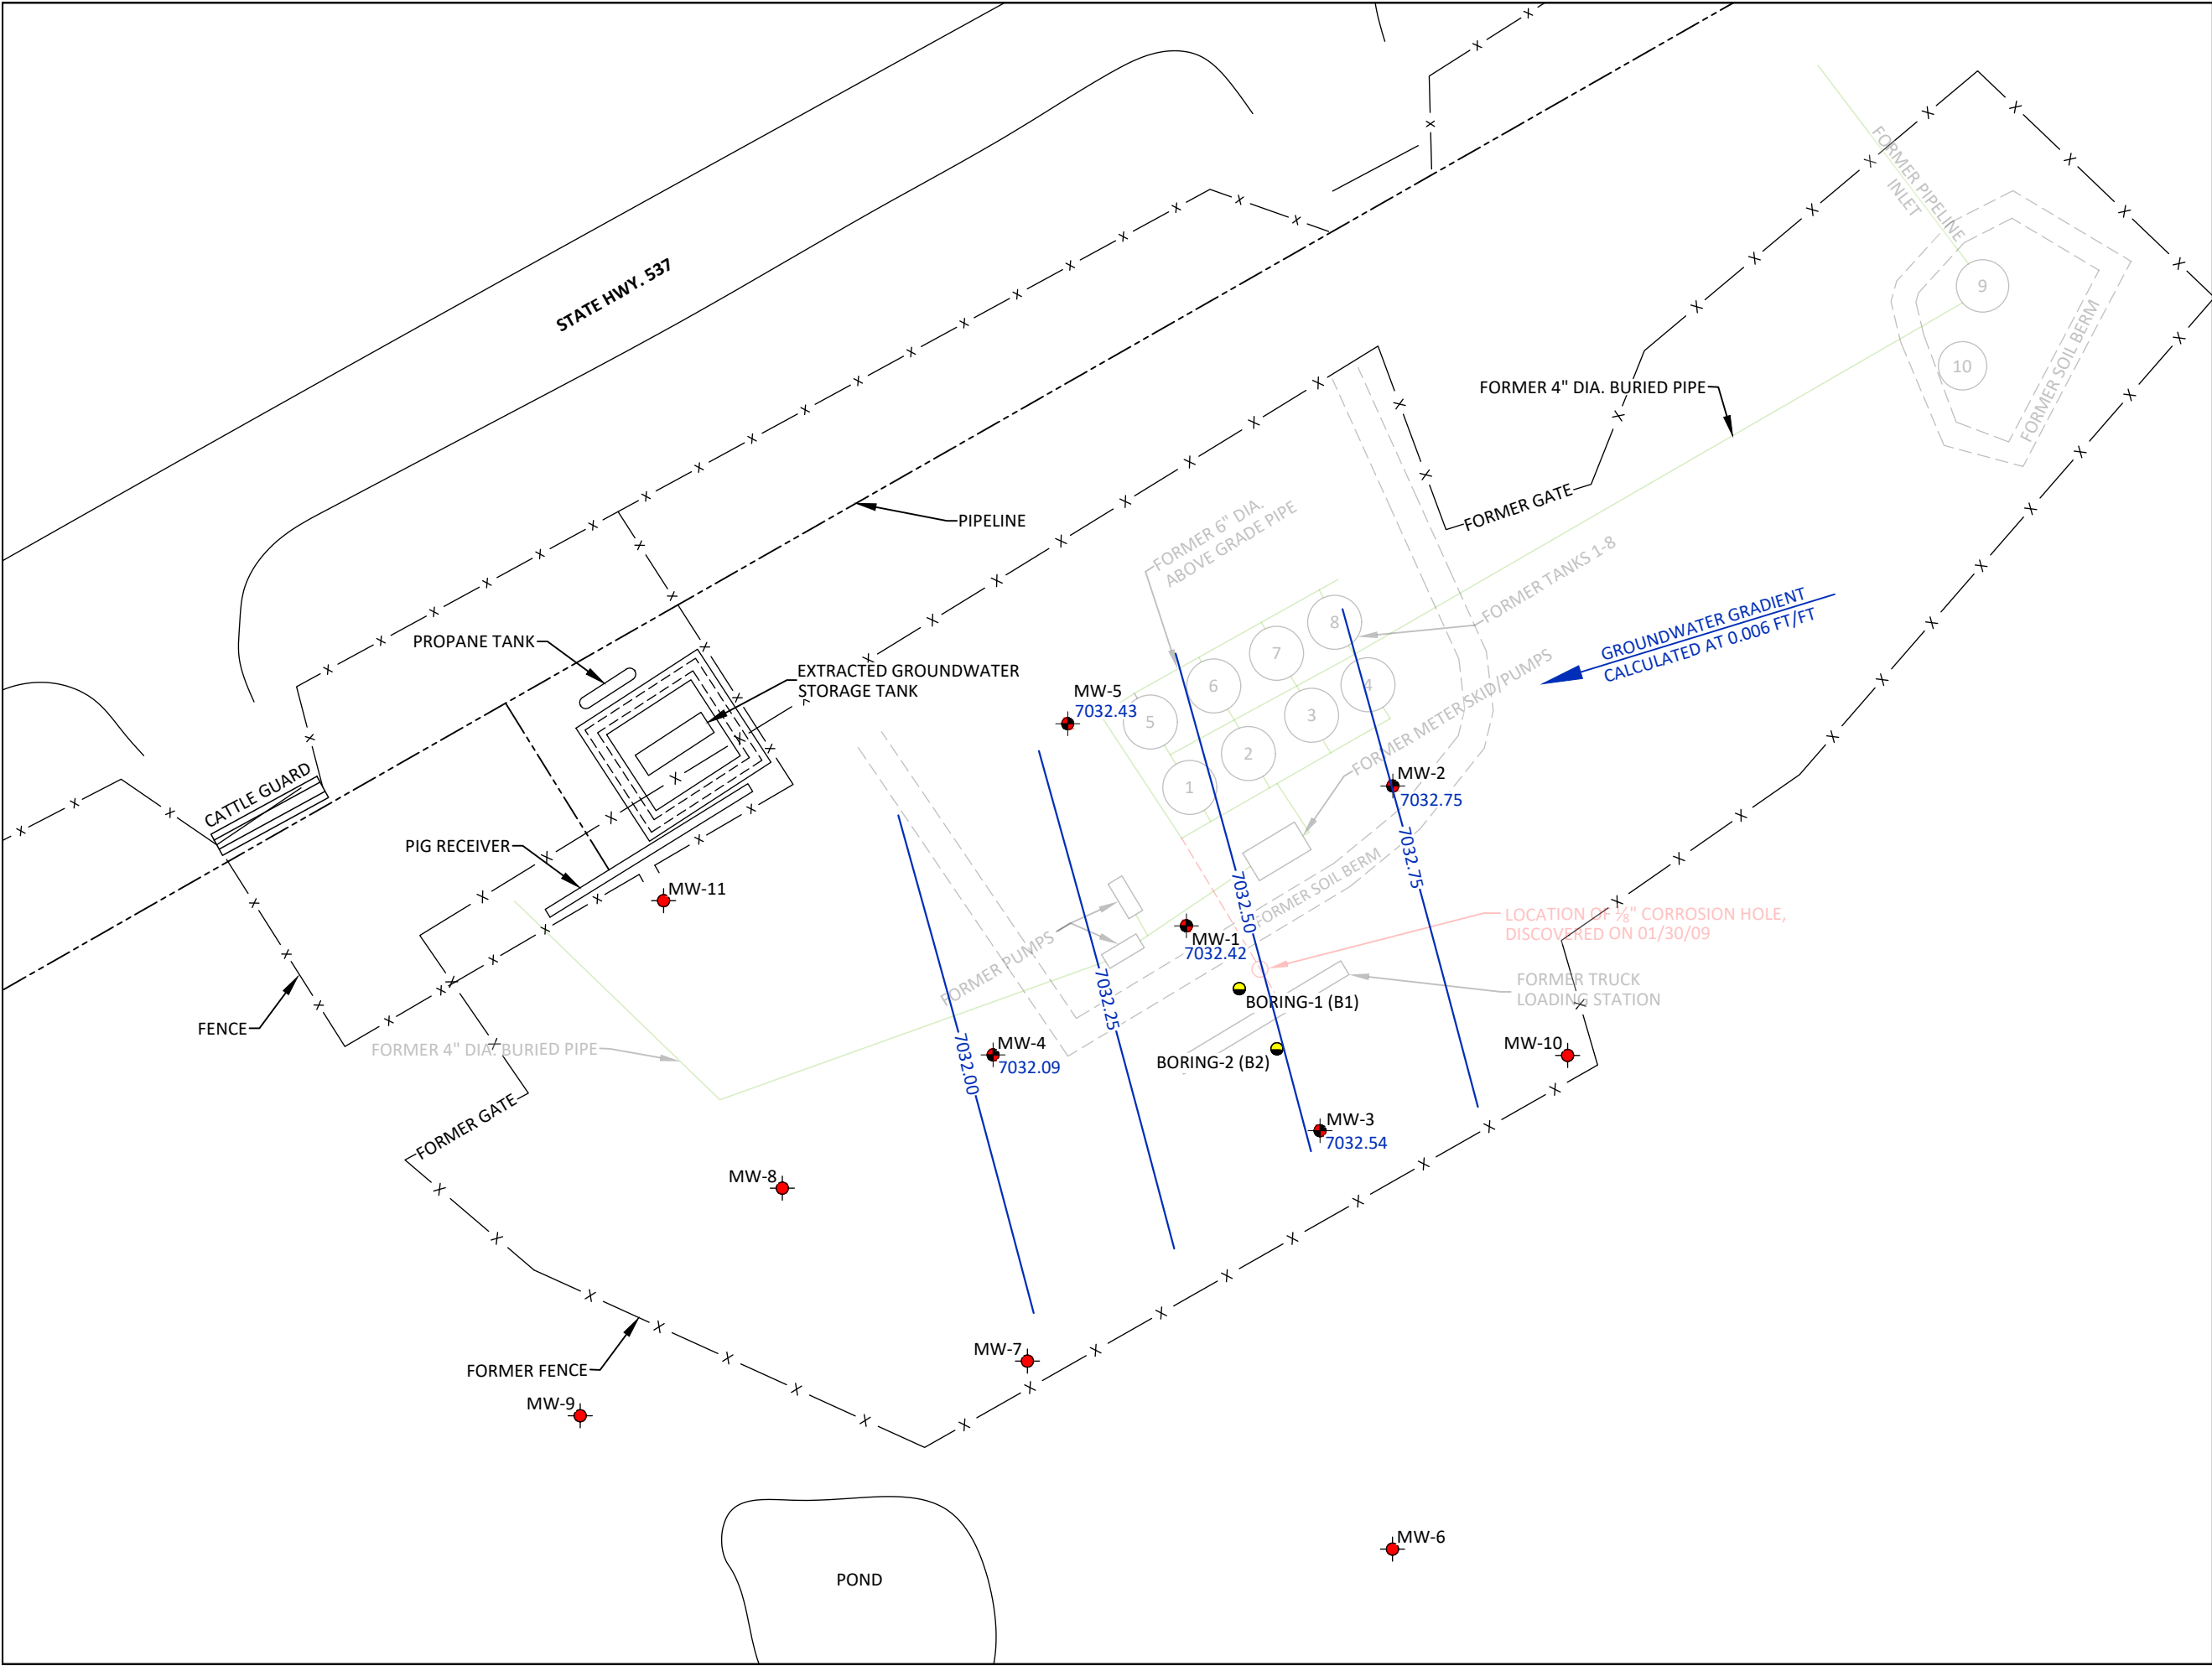 STATE HWY. 537
FORMER PIPELINE
INLET
9
10
FORMER SOIL BERM
FORMER 4" DIA. BURIED PIPE
FORMER GATE
PIPELINE
FORMER 6" DIA.
ABOVE GRADE PIPE
FORMER TANKS 1-8
GROUNDWATER GRADIENT
CALCULATED AT 0.006 FT/FT
PROPANE TANK
EXTRACTED GROUNDWATER
STORAGE TANK
8
7
6
5
4
3
2
1
MW-5
7032.43
FORMER METER/SKID/PUMPS
MW-2
7032.75
7032.75
CATTLE GUARD
PIG RECEIVER
MW-11
7032.50
FORMER SOIL BERM
MW-1
7032.42
LOCATION OF ⅛" CORROSION HOLE,
DISCOVERED ON 01/30/09
FORMER PUMPS
7032.25
FORMER TRUCK
LOADING STATION
BORING-1 (B1)
FENCE
FORMER 4" DIA. BURIED PIPE
7032.00
MW-4
7032.09
BORING-2 (B2)
MW-10
FORMER GATE
MW-3
7032.54
MW-8
MW-7
FORMER FENCE
MW-9
MW-6
POND